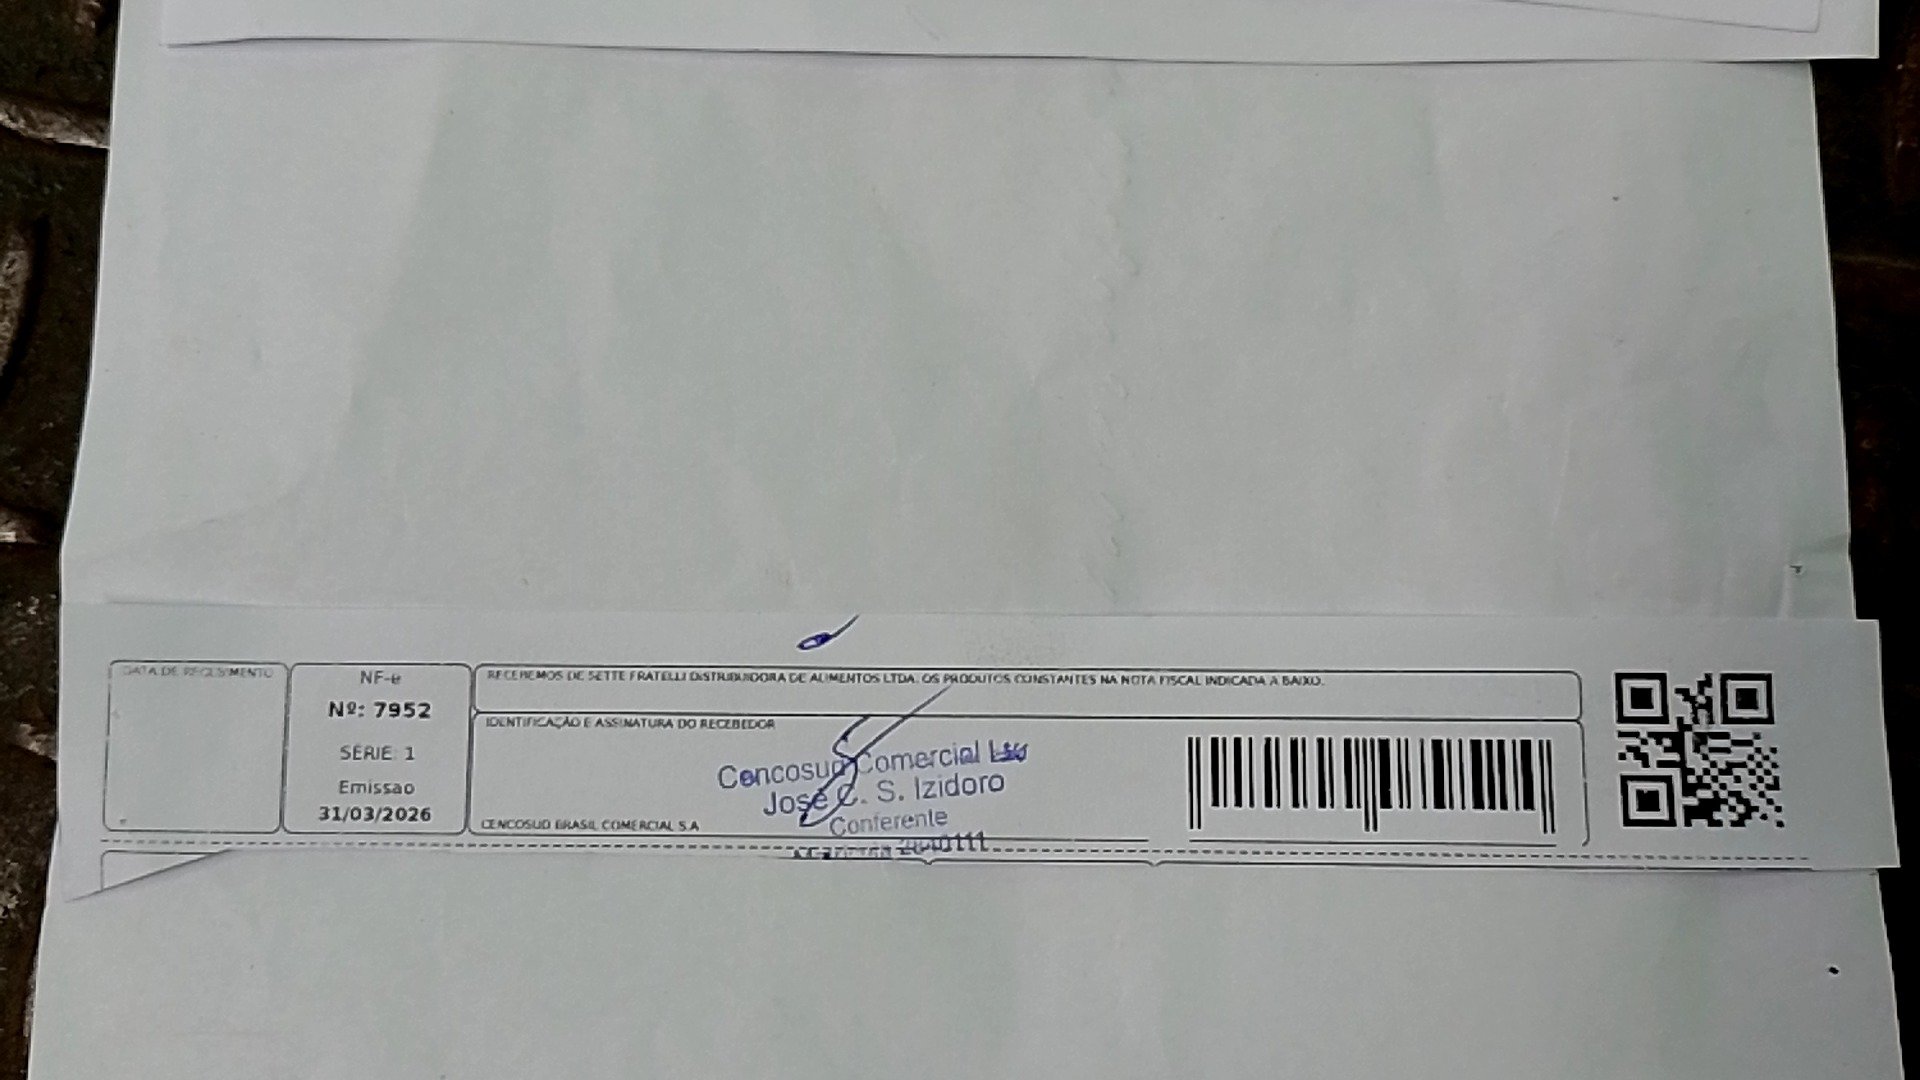 DATA DE RECEBIMENTO
NF-e
Nº: 7952
SÉRIE: 1
Emissao
31/03/2026
RECEBEMOS DE SETTE FRATELLI DISTRIBUIDORA DE ALIMENTOS LTDA. OS PRODUTOS CONSTANTES NA NOTA FISCAL INDICADA A BAIXO.
IDENTIFICAÇÃO E ASSINATURA DO RECEBEDOR
Cencosud Comercial
José C. S. Izidoro
Conferente
CENCOSUD BRASIL COMERCIAL S.A